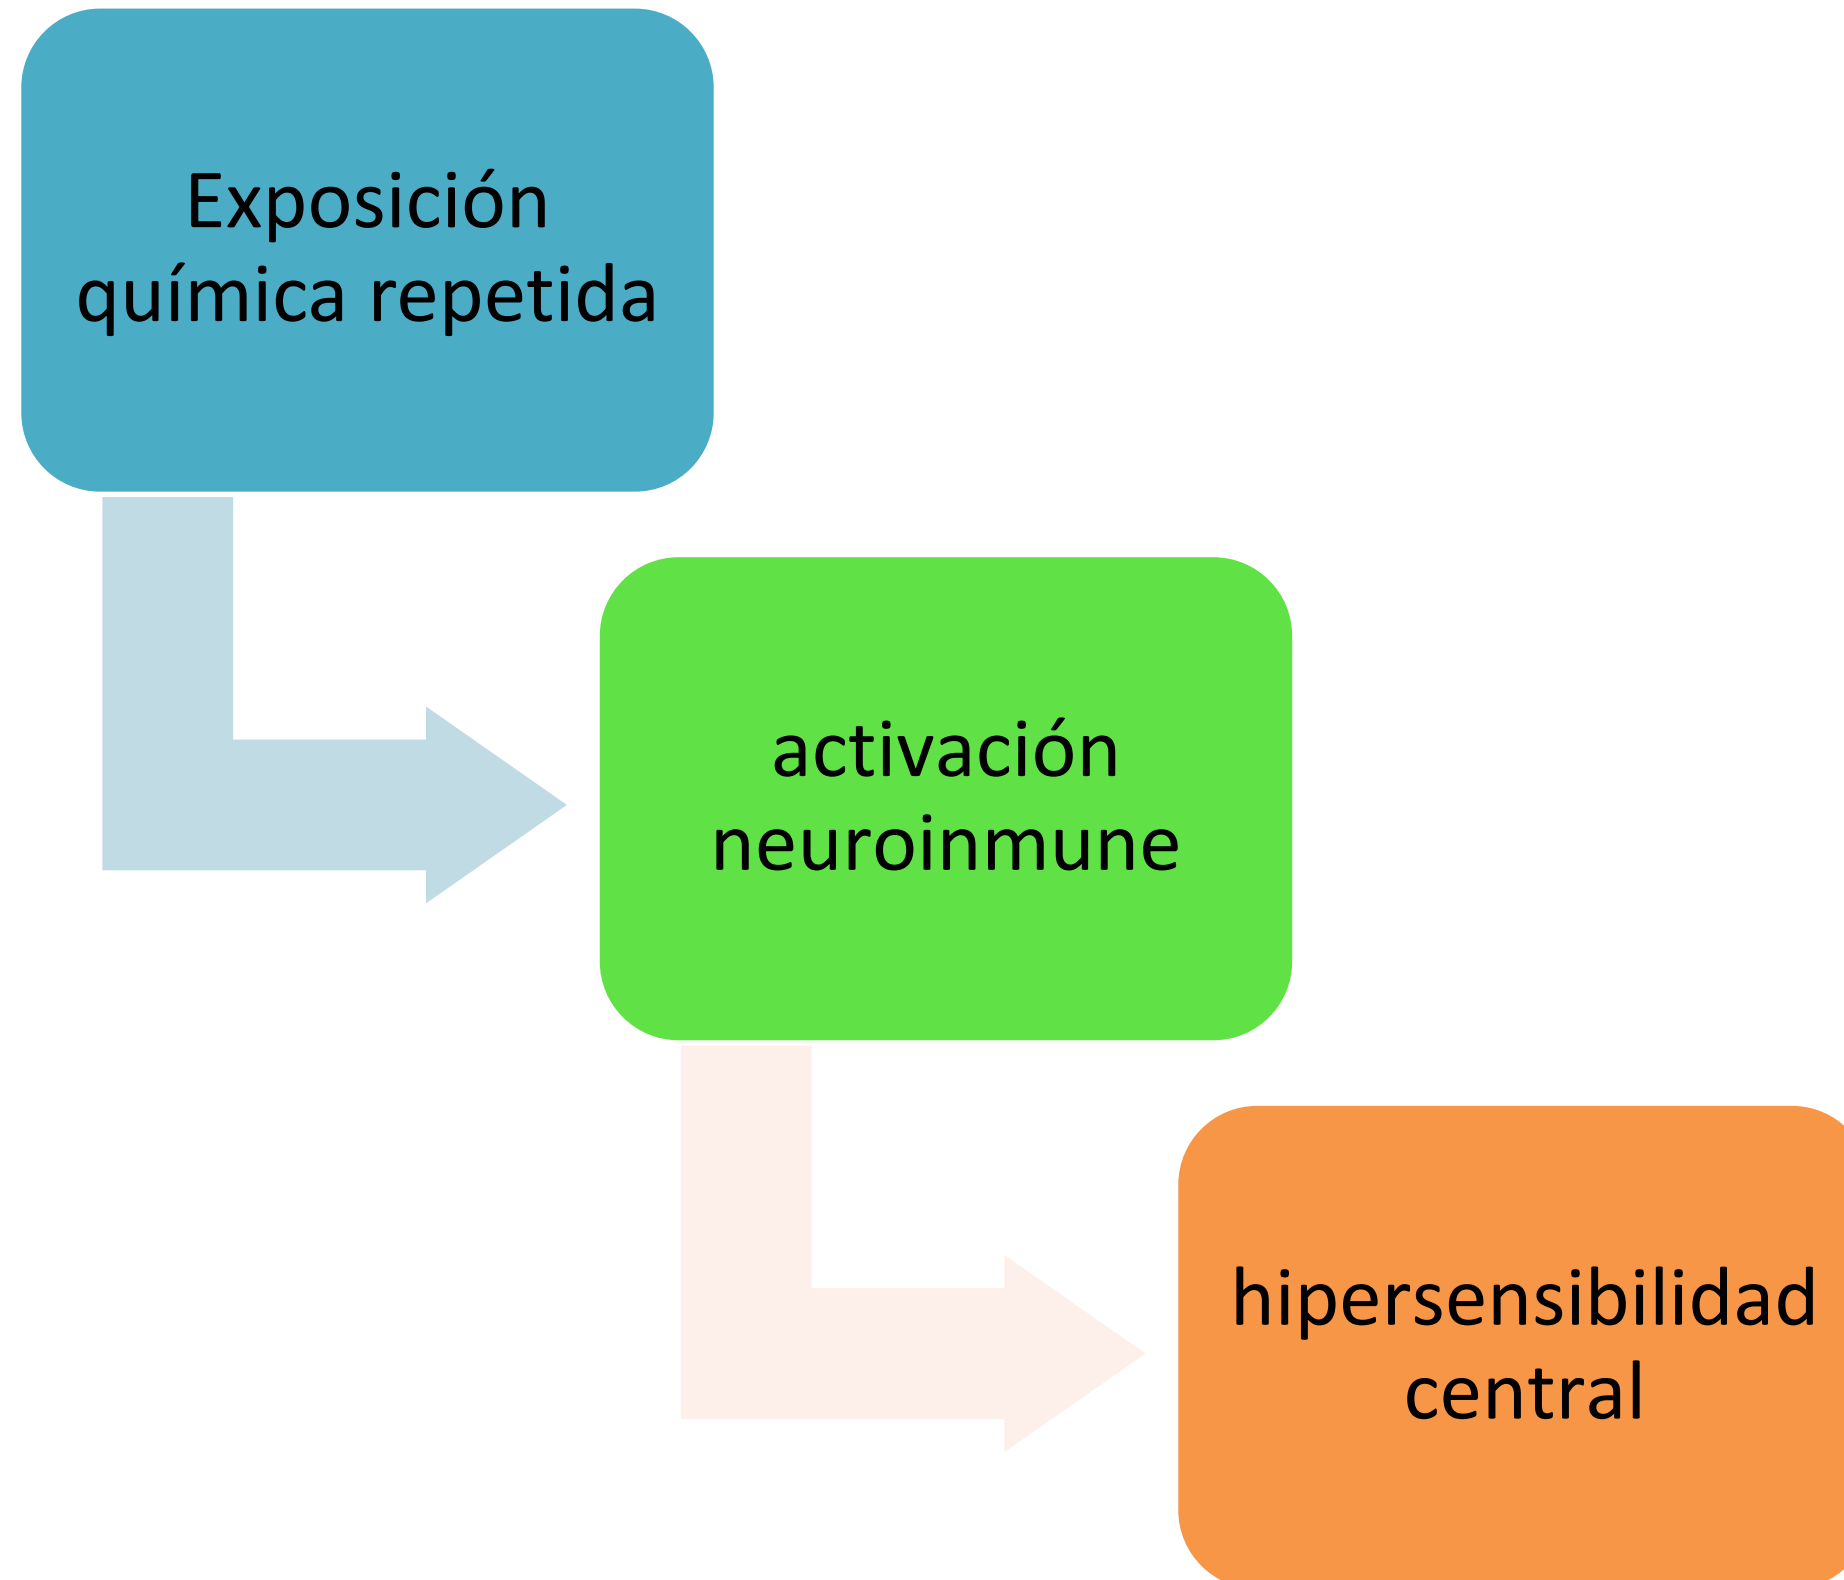 Exposición
química repetida
activación
neuroinmune
hipersensibilidad
central